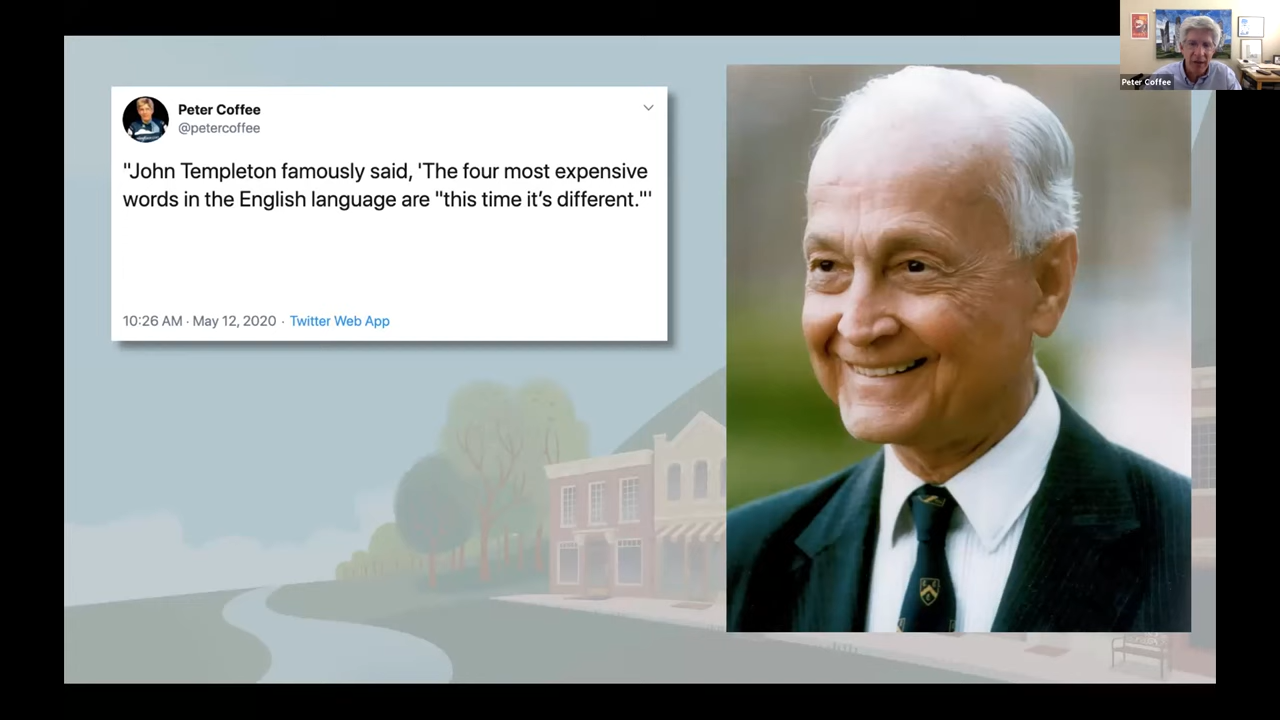 Peter Coffee
@petercoffee
"John Templeton famously said, 'The four most expensive
words in the English language are "this time it’s different."'
10:26 AM · May 12, 2020 · Twitter Web App
Peter Coffee